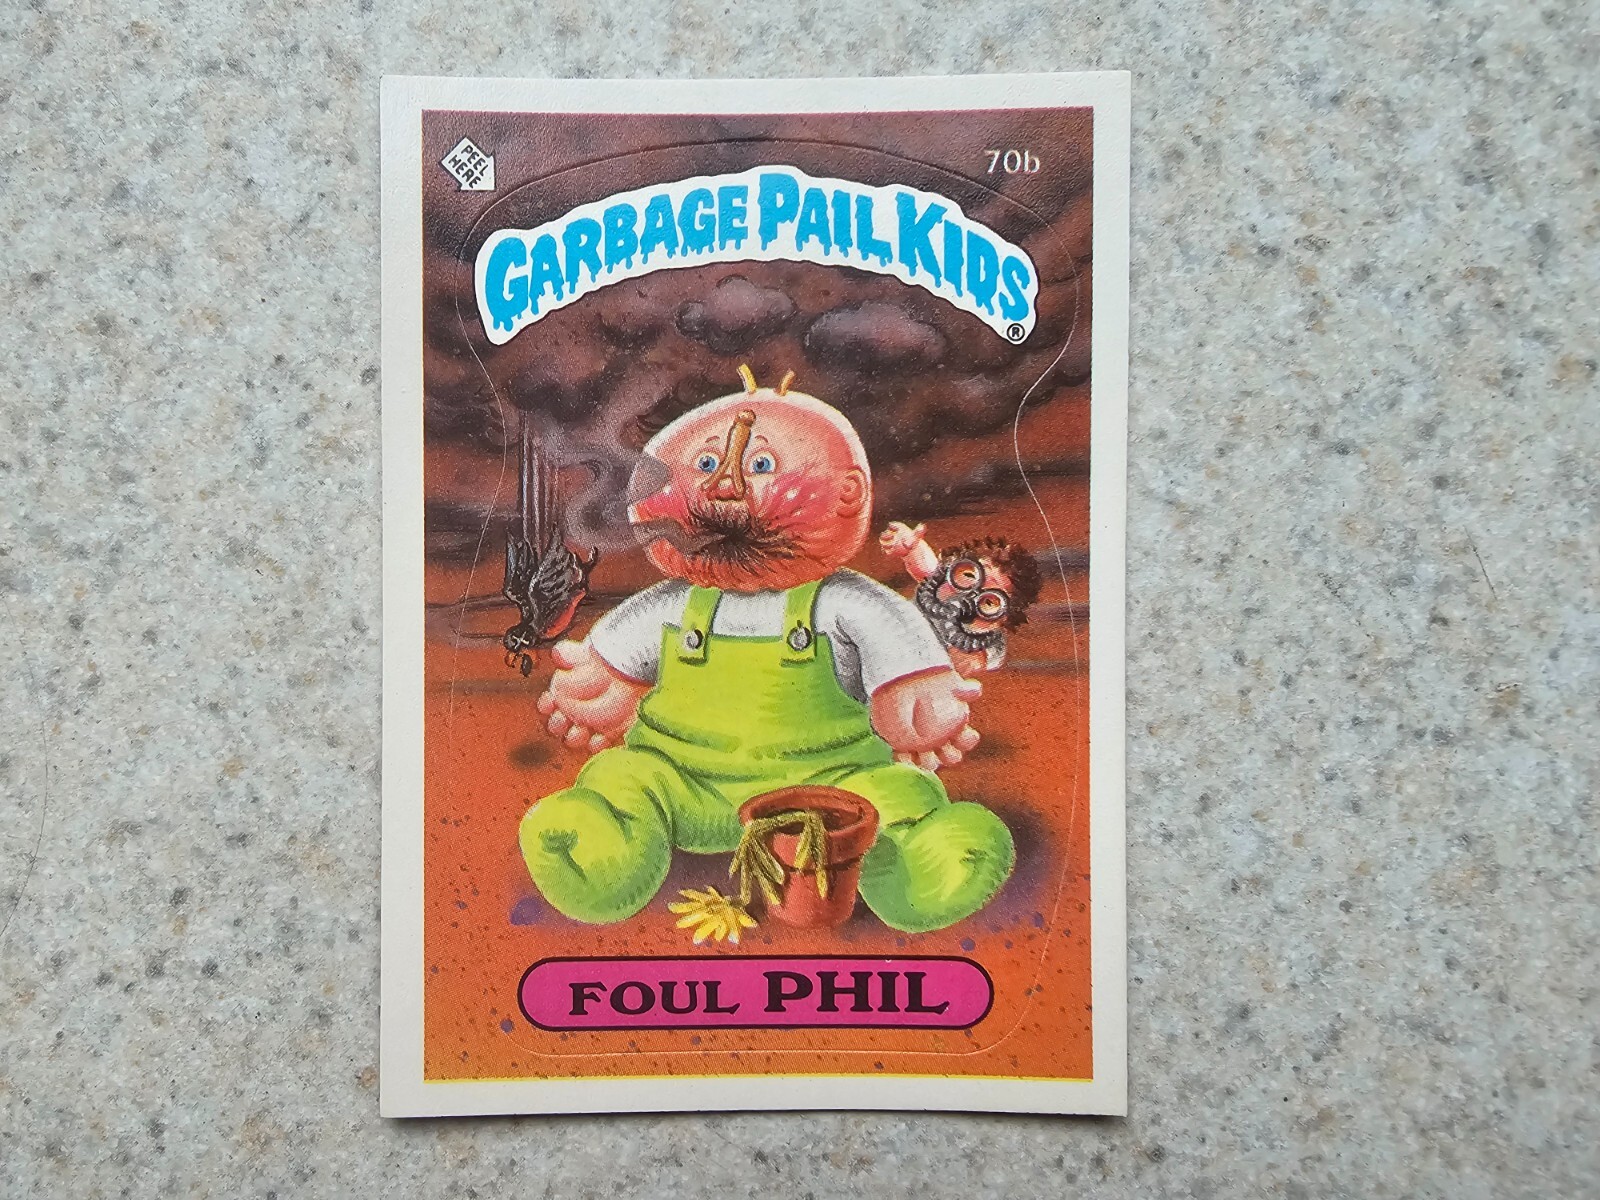 PEEL
HERE
70b
GARBAGE PAIL KIDS
®
FOUL PHIL